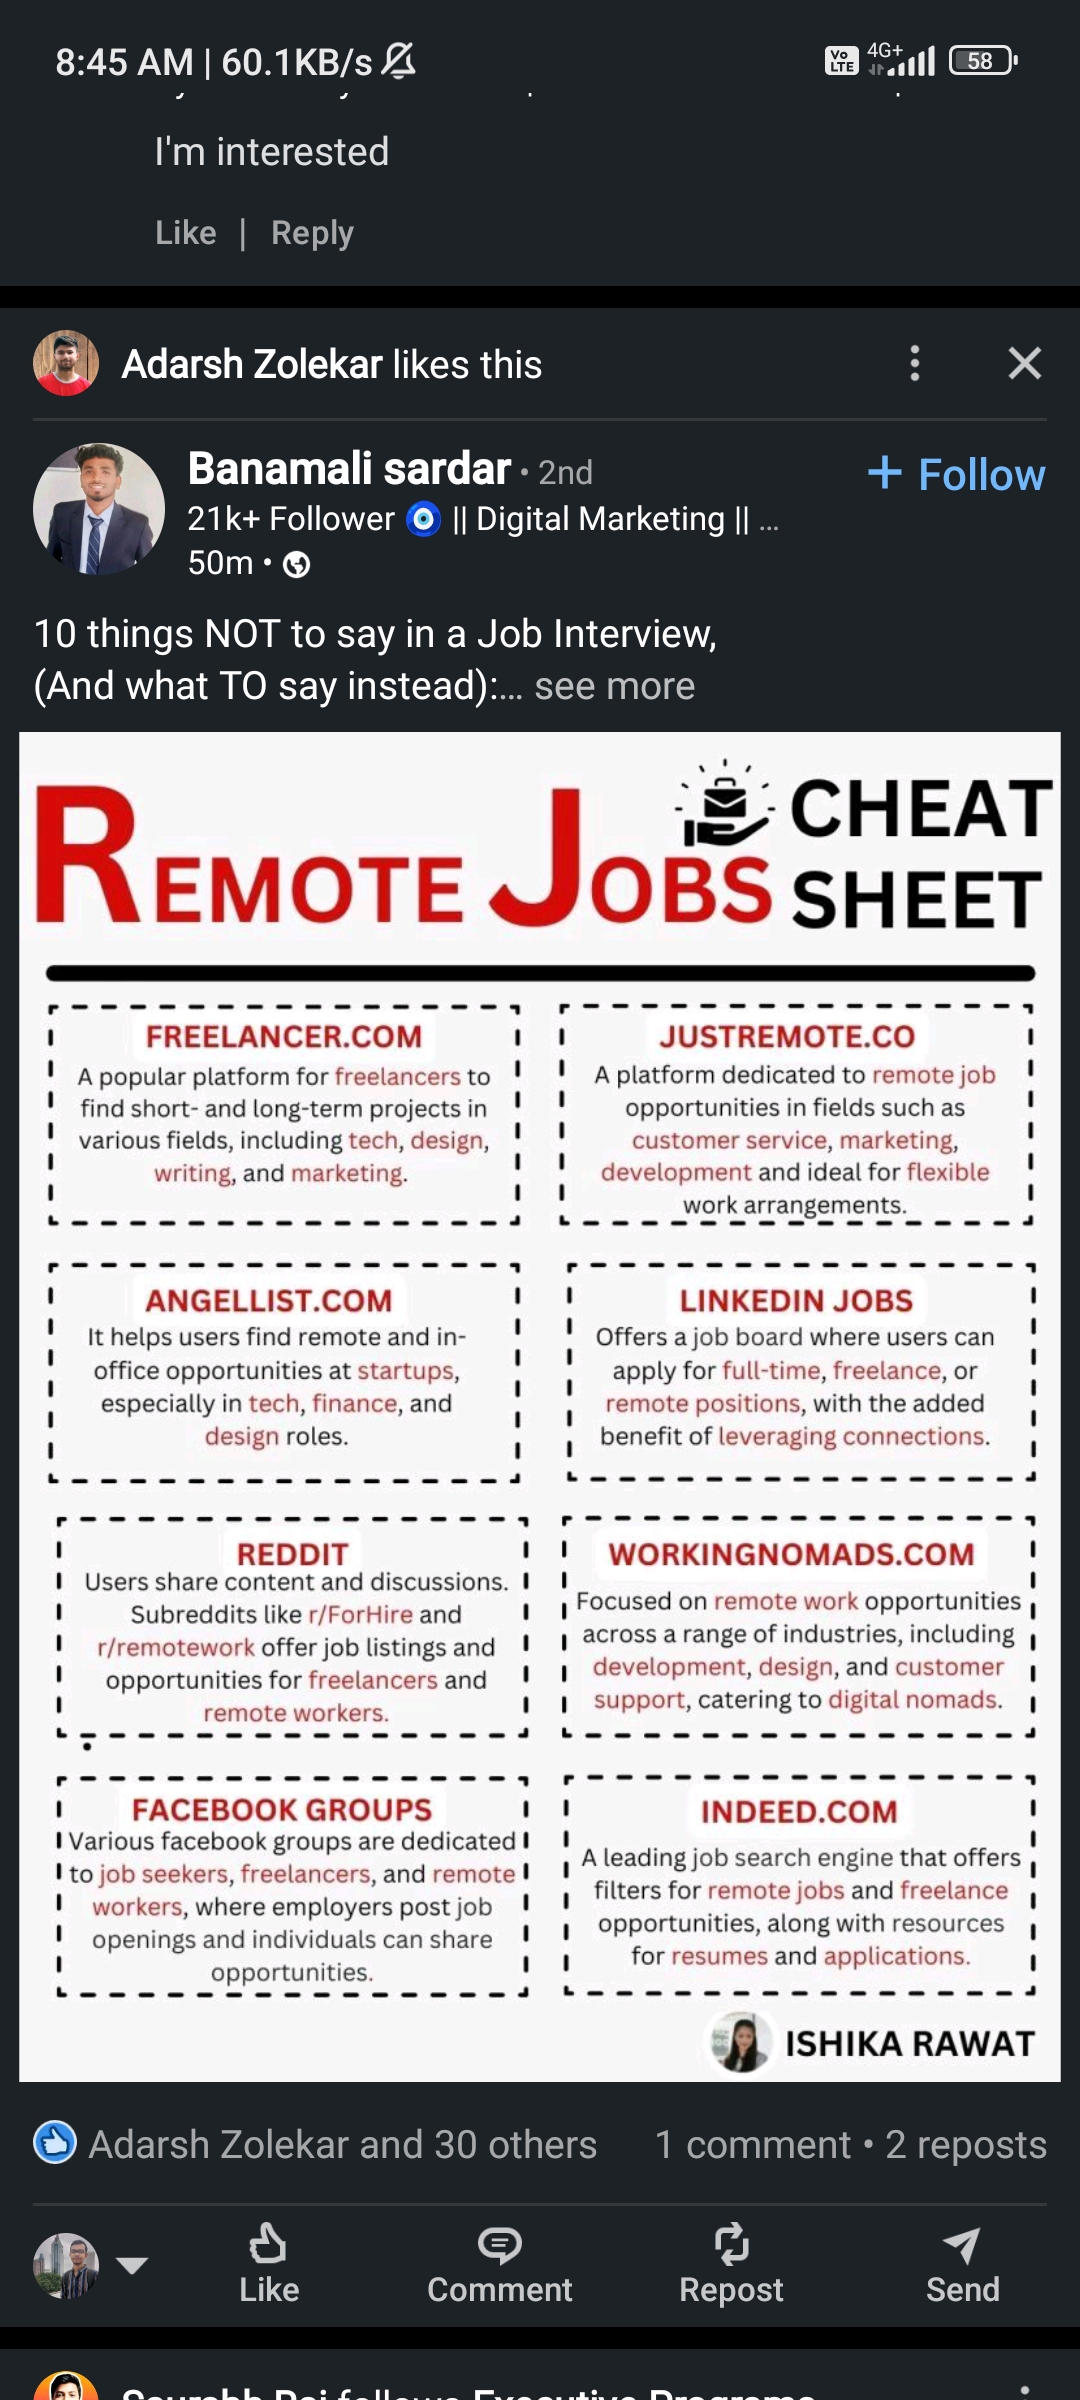 8:45 AM | 60.1KB/s
Vo LTE 4G+ 58
I'm interested
Like | Reply
Adarsh Zolekar likes this
Banamali sardar • 2nd
+ Follow
21k+ Follower 🧿 || Digital Marketing || ...
50m •
10 things NOT to say in a Job Interview,
(And what TO say instead):... see more
REMOTE JOBS CHEAT SHEET
FREELANCER.COM
A popular platform for freelancers to
find short- and long-term projects in
various fields, including tech, design,
writing, and marketing.
JUSTREMOTE.CO
A platform dedicated to remote job
opportunities in fields such as
customer service, marketing,
development and ideal for flexible
work arrangements.
ANGELLIST.COM
It helps users find remote and in-
office opportunities at startups,
especially in tech, finance, and
design roles.
LINKEDIN JOBS
Offers a job board where users can
apply for full-time, freelance, or
remote positions, with the added
benefit of leveraging connections.
REDDIT
Users share content and discussions.
Subreddits like r/ForHire and
r/remotework offer job listings and
opportunities for freelancers and
remote workers.
WORKINGNOMADS.COM
Focused on remote work opportunities
across a range of industries, including
development, design, and customer
support, catering to digital nomads.
FACEBOOK GROUPS
Various facebook groups are dedicated
to job seekers, freelancers, and remote
workers, where employers post job
openings and individuals can share
opportunities.
INDEED.COM
A leading job search engine that offers
filters for remote jobs and freelance
opportunities, along with resources
for resumes and applications.
ISHIKA RAWAT
Adarsh Zolekar and 30 others
1 comment • 2 reposts
Like
Comment
Repost
Send
Saurabh Rai follows Executive Programs